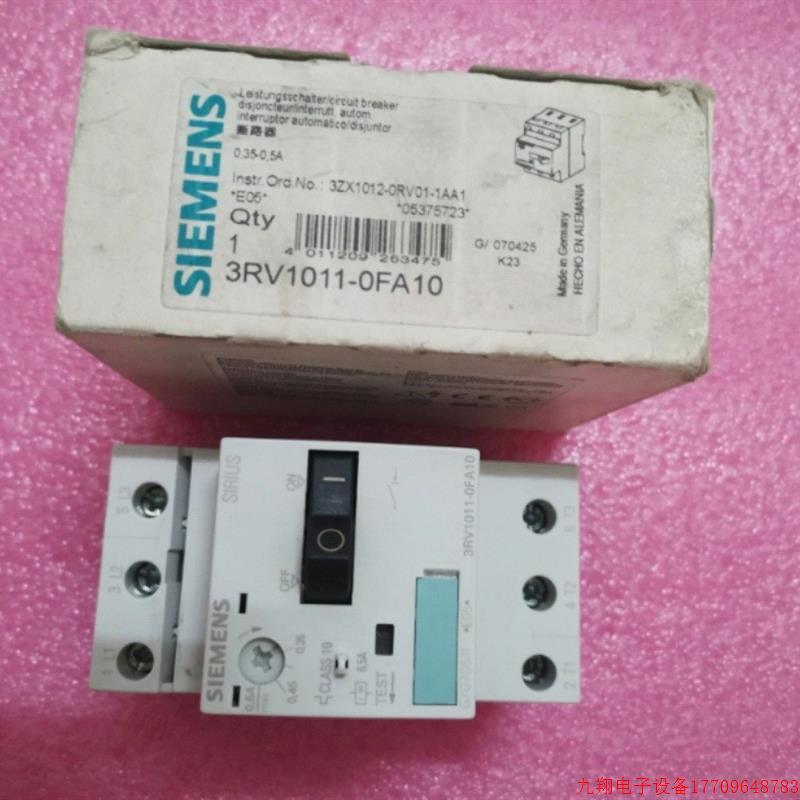 SIEMENS
Leistungsschalter/circuit breaker
disjoncteur/interrutt. autom.
interruptor automático/disjuntor
断路器
0,35-0,5A
Instr.Ord.No.: 3ZX1012-0RV01-1AA1
*E05* *05375723*
Qty
1
4 011209 263475
G/ 070425
K23
3RV1011-0FA10
Made in Germany
HECHO EN ALEMANIA
SIRIUS
ON
I
O
OFF
SIEMENS
0,35
0,45
0,5A
max
CLASS 10
6,5A
TEST
3RV1011-0FA10
*E05*
5 L3
3 L2
1 L1
6 T3
4 T2
2 T1
九翔电子设备17709648783